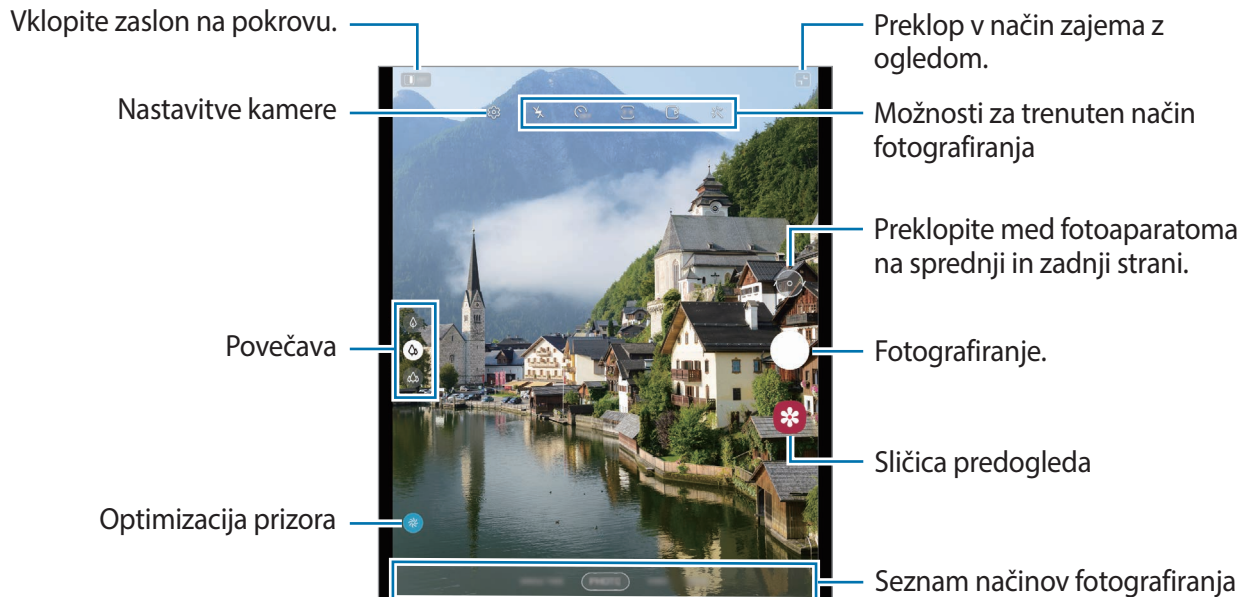 Vklopite zaslon na pokrovu.
Nastavitve kamere
Povečava
Optimizacija prizora
Preklop v način zajema z
ogledom.
Možnosti za trenuten način
fotografiranja
Preklopite med fotoaparatoma
na sprednji in zadnji strani.
Fotografiranje.
Sličica predogleda
Seznam načinov fotografiranja
PHOTO